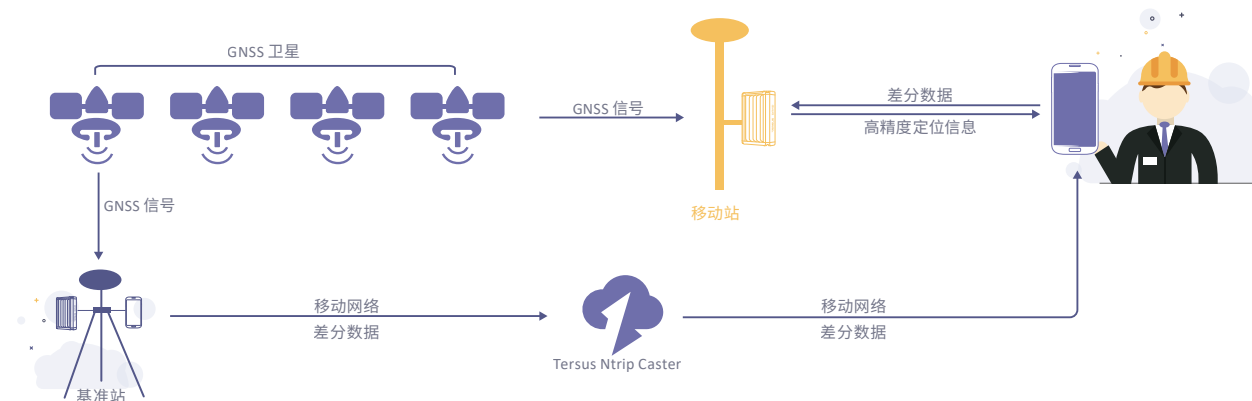 GNSS 卫星
GNSS 信号
差分数据
高精度定位信息
移动站
GNSS 信号
移动网络
差分数据
移动网络
差分数据
Tersus Ntrip Caster
基准站